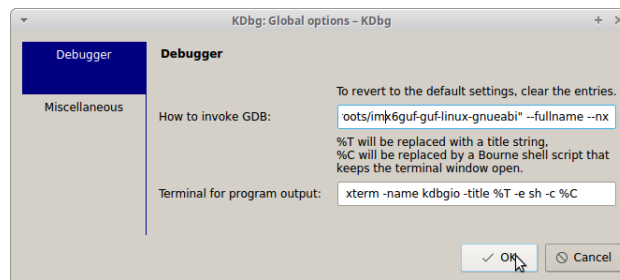 KDbg: Global options – KDbg
Debugger
Debugger
To revert to the default settings, clear the entries.
Miscellaneous
How to invoke GDB:
oots/imx6guf-guf-linux-gnueabi" --fullname --nx
%T will be replaced with a title string,
%C will be replaced by a Bourne shell script that
keeps the terminal window open.
Terminal for program output:
xterm -name kdbgio -title %T -e sh -c %C
OK
Cancel